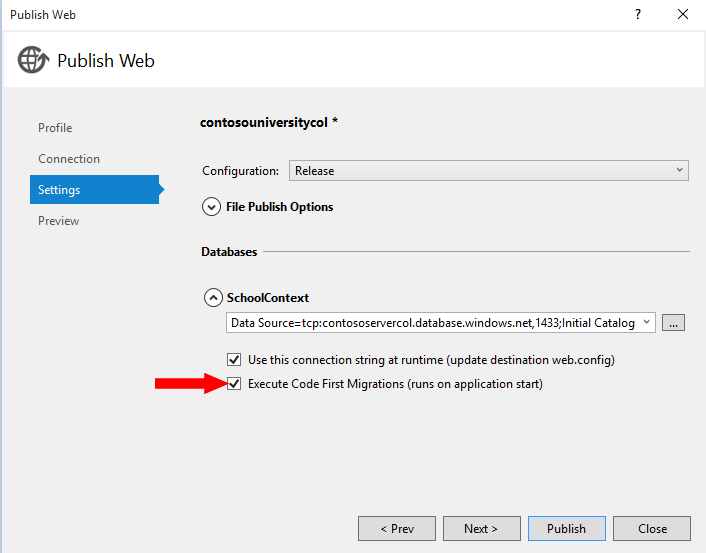 Publish Web
?
Publish Web
Profile
Connection
Settings
Preview
contosouniversitycol *
Configuration:
Release
File Publish Options
Databases
SchoolContext
Data Source=tcp:contososervercol.database.windows.net,1433;Initial Catalog
...
Use this connection string at runtime (update destination web.config)
Execute Code First Migrations (runs on application start)
< Prev
Next >
Publish
Close